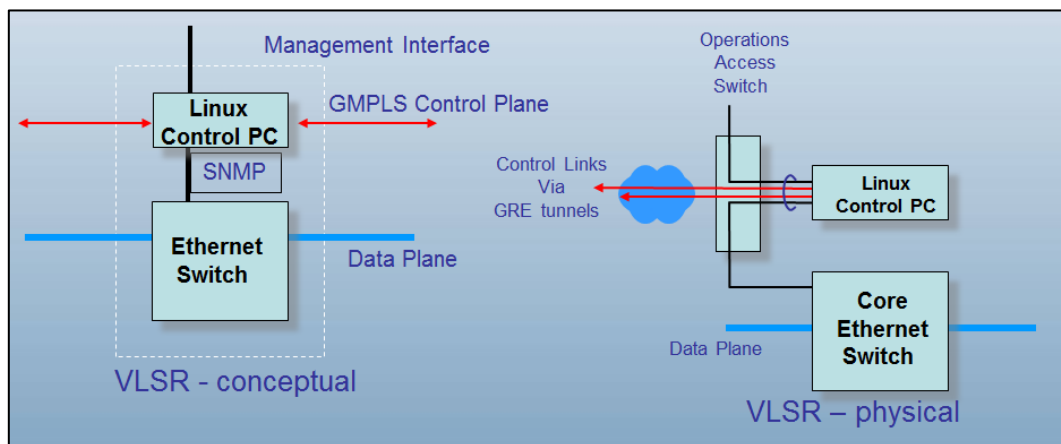 Management Interface
Linux
Control PC
GMPLS Control Plane
SNMP
Ethernet
Switch
Data Plane
VLSR - conceptual
Operations
Access
Switch
Control Links
Via
GRE tunnels
Linux
Control PC
Core
Ethernet
Switch
Data Plane
VLSR – physical